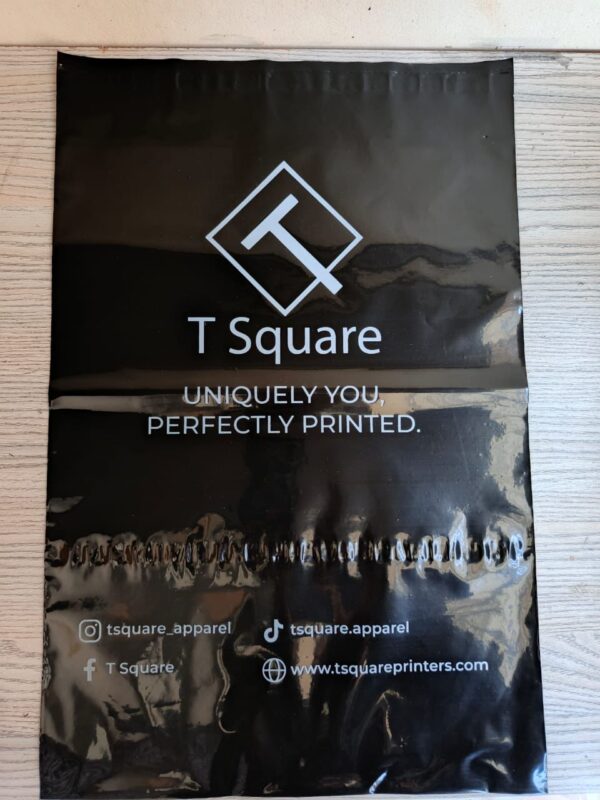 T Square
UNIQUELY YOU,
PERFECTLY PRINTED.
tsquare_apparel
tsquare.apparel
T Square
www.tsquareprinters.com